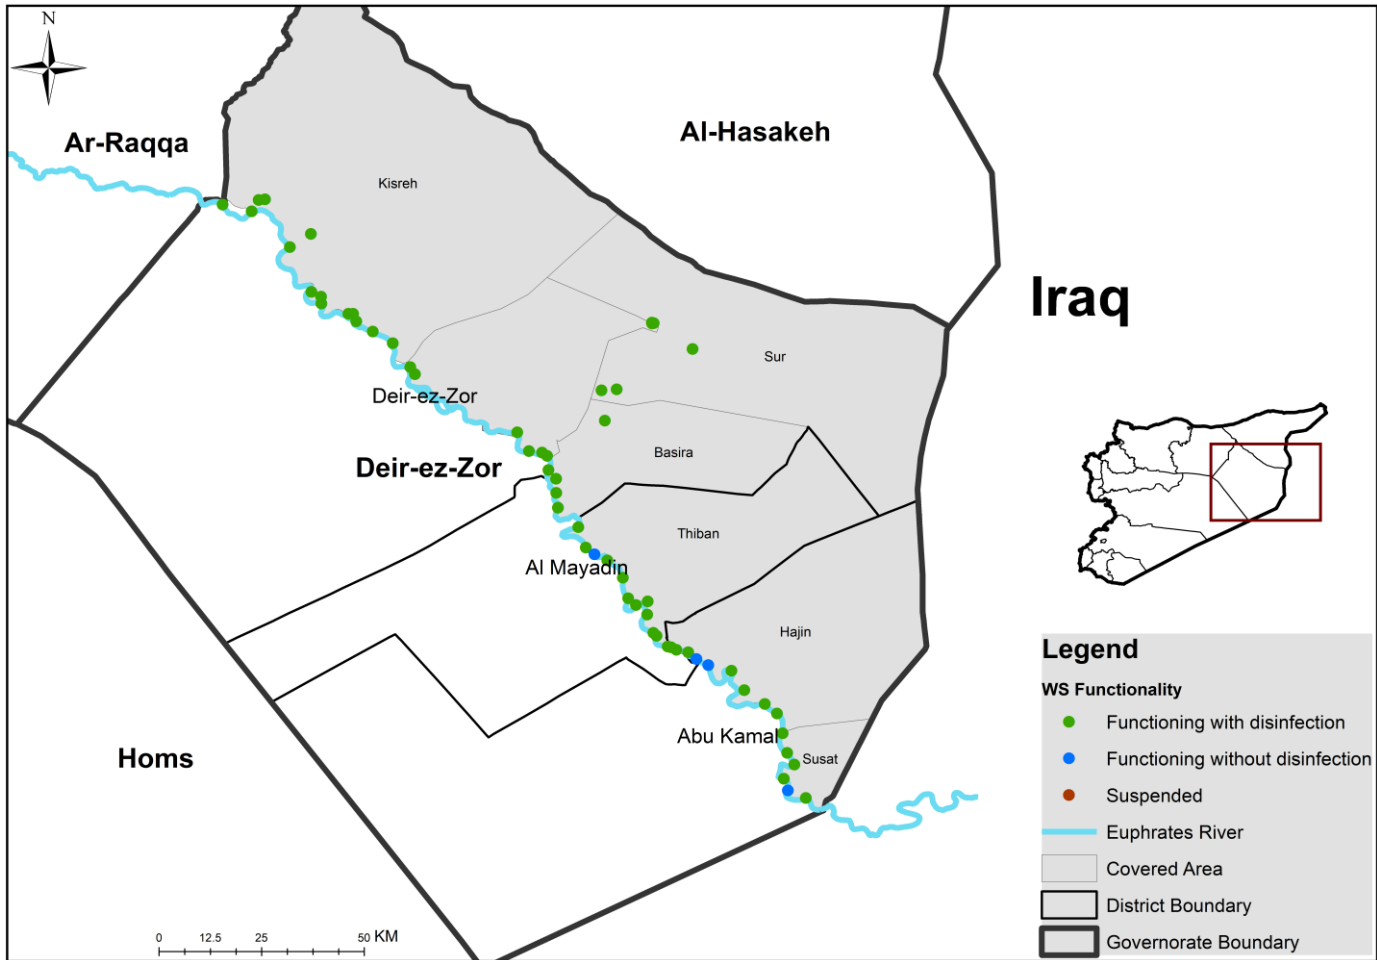 N
Ar-Raqqa
Al-Hasakeh
Kisreh
Iraq
Sur
Deir-ez-Zor
Basira
Deir-ez-Zor
Thiban
Al Mayadin
Hajin
Abu Kamal
Homs
Susat
Legend
WS Functionality
Functioning with disinfection
Functioning without disinfection
Suspended
Euphrates River
Covered Area
District Boundary
Governorate Boundary
0 12.5 25 50 KM